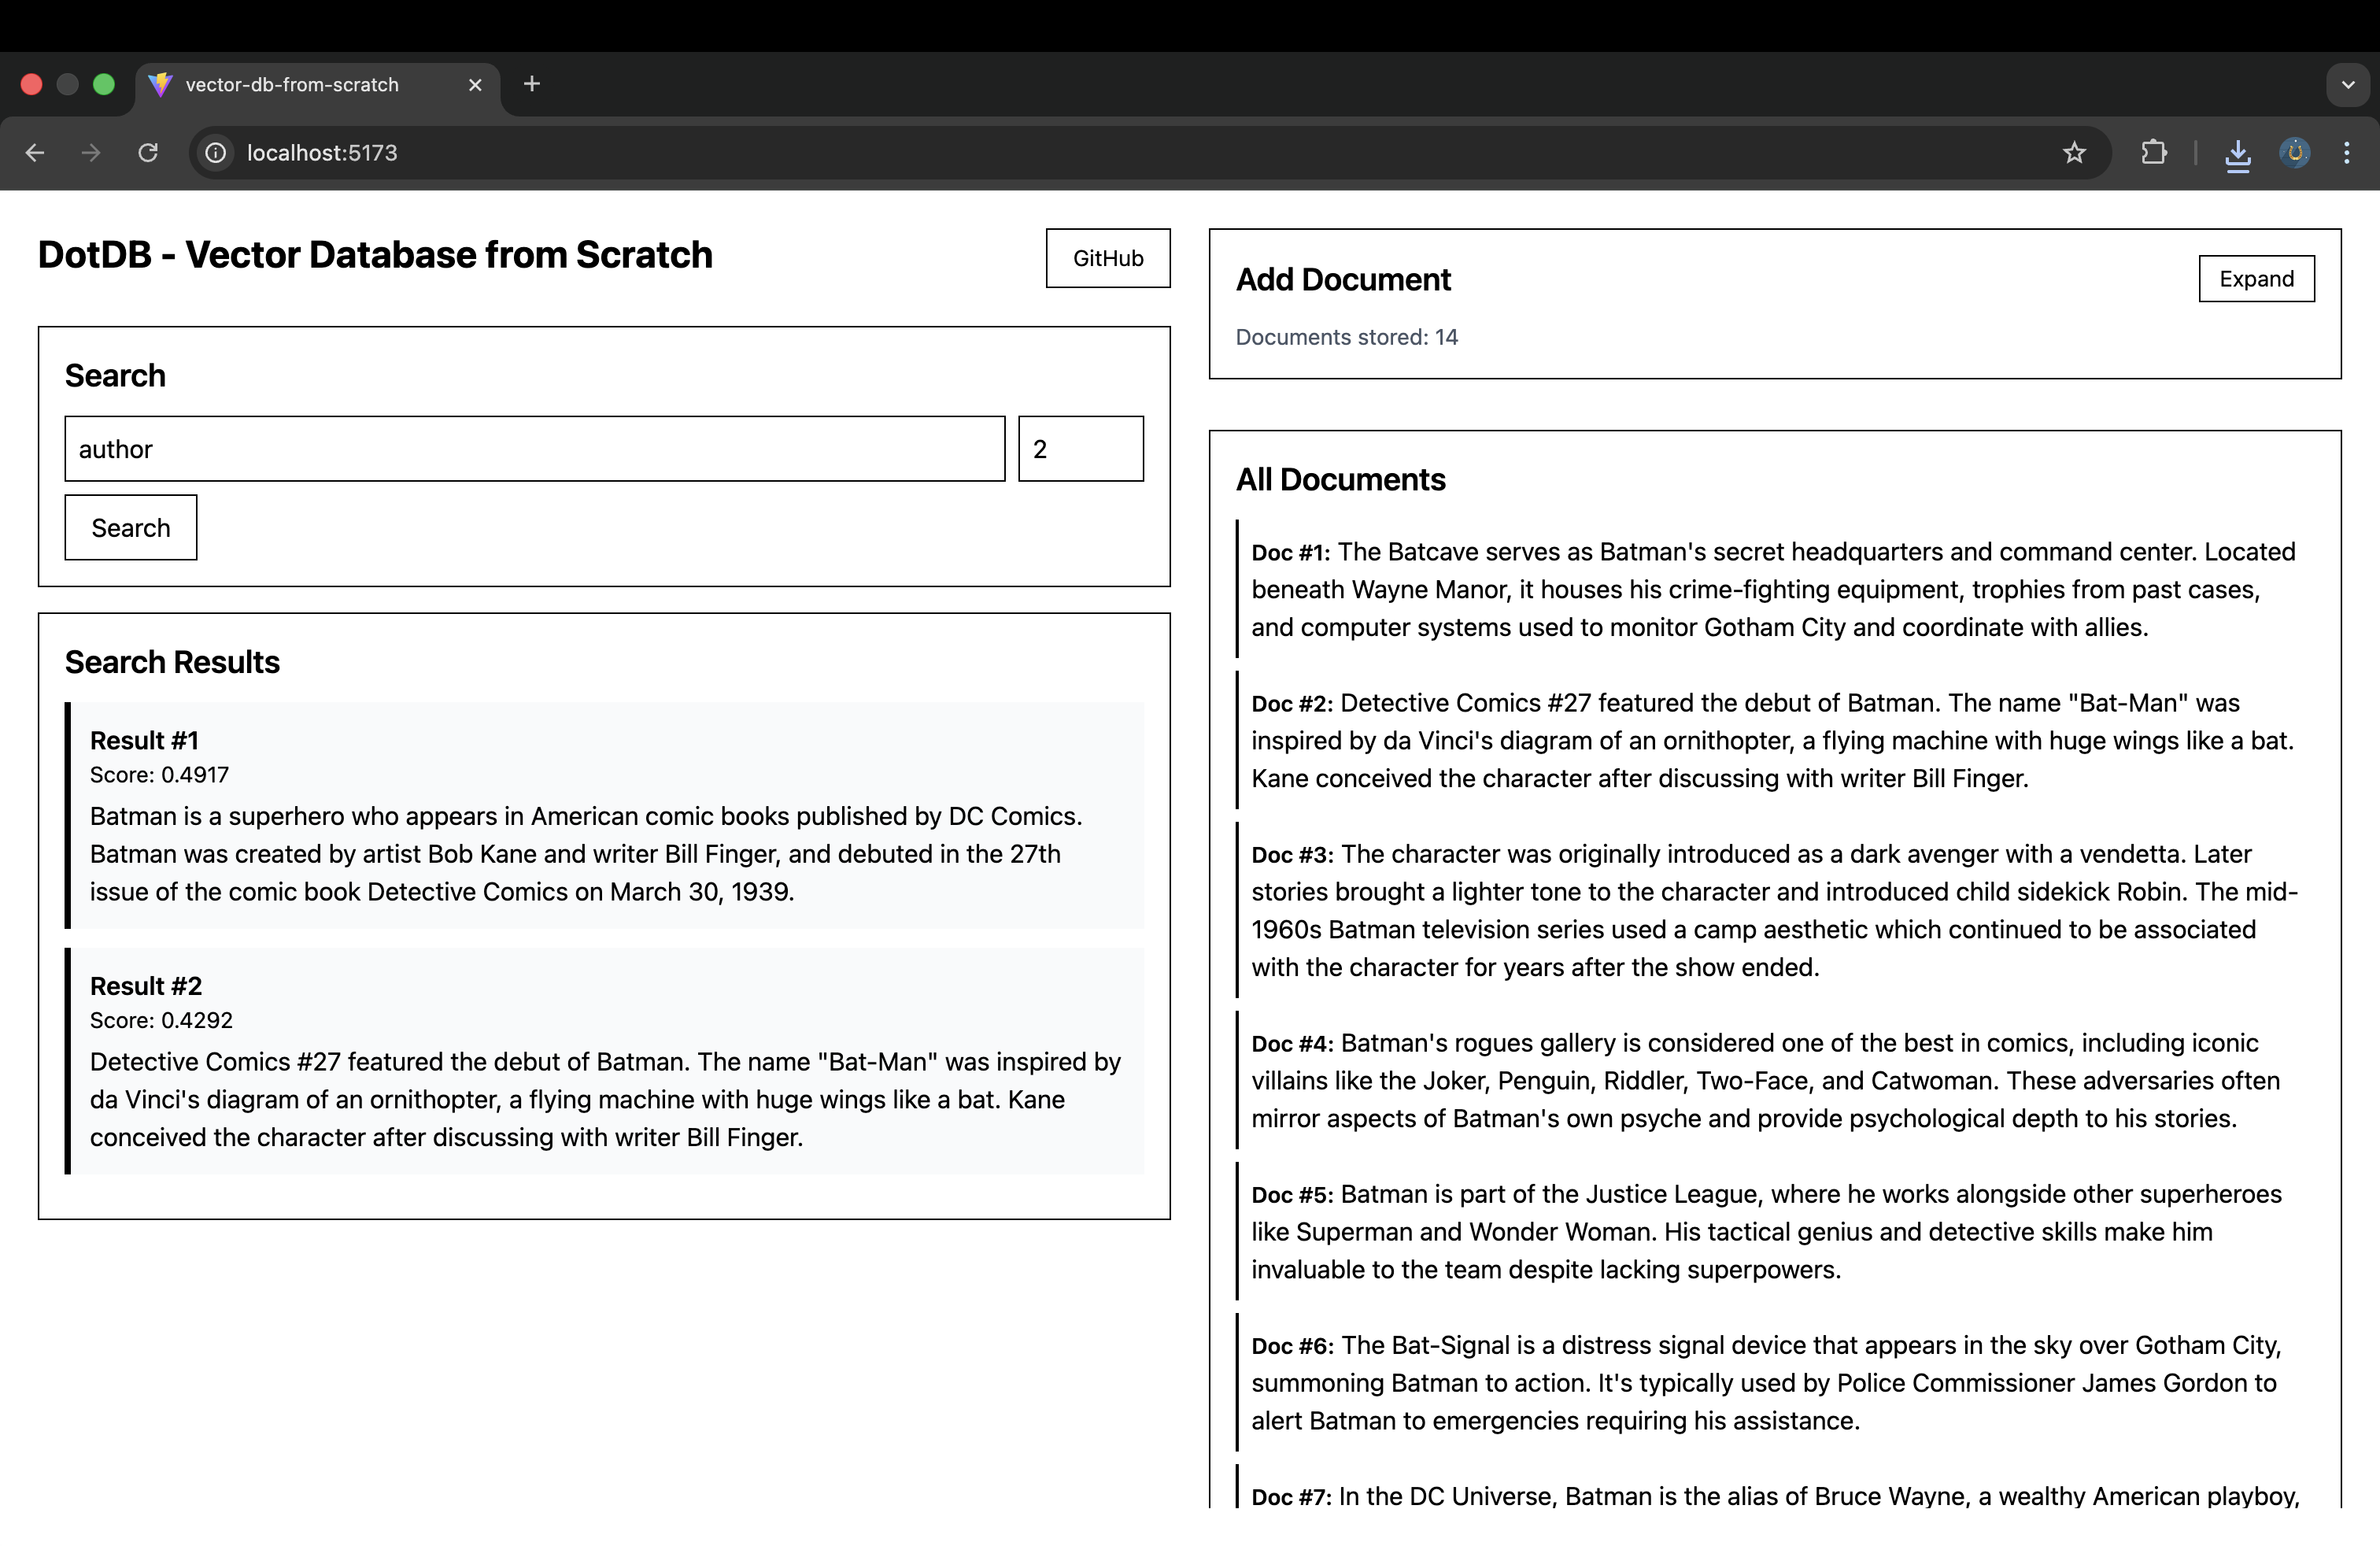 vector-db-from-scratch
localhost:5173
DotDB - Vector Database from Scratch
GitHub
Search
author
2
Search
Search Results
Result #1
Score: 0.4917
Batman is a superhero who appears in American comic books published by DC Comics.
Batman was created by artist Bob Kane and writer Bill Finger, and debuted in the 27th
issue of the comic book Detective Comics on March 30, 1939.
Result #2
Score: 0.4292
Detective Comics #27 featured the debut of Batman. The name "Bat-Man" was inspired by
da Vinci's diagram of an ornithopter, a flying machine with huge wings like a bat. Kane
conceived the character after discussing with writer Bill Finger.
Add Document
Expand
Documents stored: 14
All Documents
Doc #1: The Batcave serves as Batman's secret headquarters and command center. Located
beneath Wayne Manor, it houses his crime-fighting equipment, trophies from past cases,
and computer systems used to monitor Gotham City and coordinate with allies.
Doc #2: Detective Comics #27 featured the debut of Batman. The name "Bat-Man" was
inspired by da Vinci's diagram of an ornithopter, a flying machine with huge wings like a bat.
Kane conceived the character after discussing with writer Bill Finger.
Doc #3: The character was originally introduced as a dark avenger with a vendetta. Later
stories brought a lighter tone to the character and introduced child sidekick Robin. The mid-
1960s Batman television series used a camp aesthetic which continued to be associated
with the character for years after the show ended.
Doc #4: Batman's rogues gallery is considered one of the best in comics, including iconic
villains like the Joker, Penguin, Riddler, Two-Face, and Catwoman. These adversaries often
mirror aspects of Batman's own psyche and provide psychological depth to his stories.
Doc #5: Batman is part of the Justice League, where he works alongside other superheroes
like Superman and Wonder Woman. His tactical genius and detective skills make him
invaluable to the team despite lacking superpowers.
Doc #6: The Bat-Signal is a distress signal device that appears in the sky over Gotham City,
summoning Batman to action. It's typically used by Police Commissioner James Gordon to
alert Batman to emergencies requiring his assistance.
Doc #7: In the DC Universe, Batman is the alias of Bruce Wayne, a wealthy American playboy,